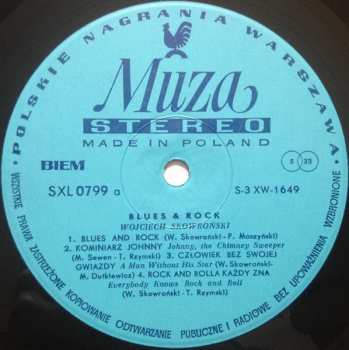 POLSKIE NAGRANIA WARSZAWA
Muza
STEREO
MADE IN POLAND
BIEM
S 33
SXL 0799 a
S-3 XW-1649
BLUES & ROCK
WOJCIECH SKOWROŃSKI
1. BLUES AND ROCK (W. Skowroński - P. Moszyński)
2. KOMINIARZ JOHNNY Johnny, the Chimney Sweeper
(M. Sewen - T. Rzymski) 3. CZŁOWIEK BEZ SWOJEJ
GWIAZDY A Man Without His Star (W. Skowroński -
M. Dutkiewicz) 4. ROCK AND ROLLA KAŻDY ZNA
Everybody Knows Rock and Roll
(W. Skowroński - T. Rzymski)
WSZYSTKIE PRAWA ZASTRZEŻONE KOPIOWANIE ODTWARZANIE PUBLICZNE I RADIOWE BEZ UPOWAŻNIENIA WZBRONIONE